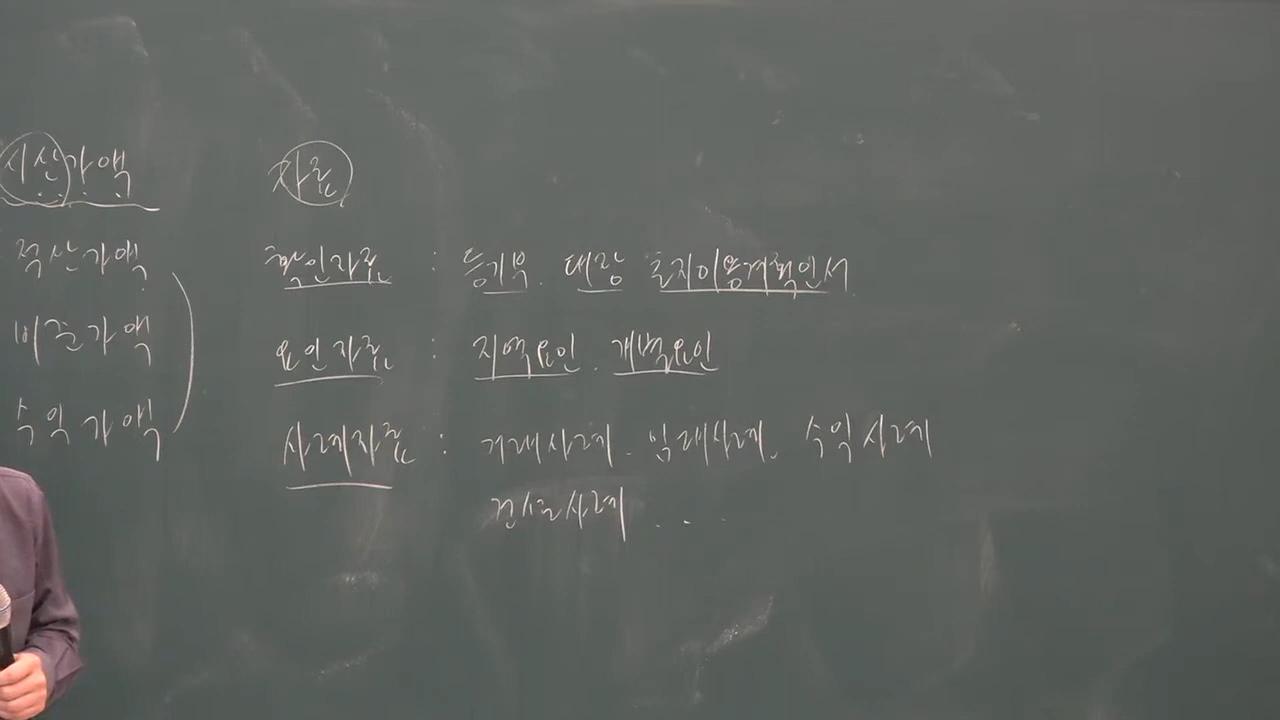 시산가액
적산가액
비준가액
수익가액
자료
확인자료 : 등기부. 대장 토지이용계획인서
요인자료 : 지역요인. 개별요인
사례자료 : 거래사례. 임대사례. 수익사례
건설사례 . . .